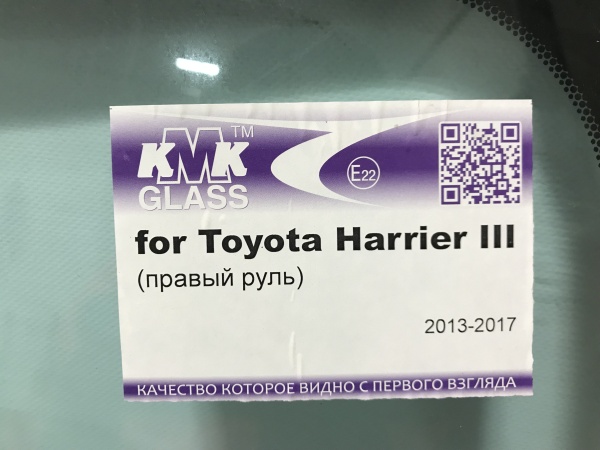 KMK™
GLASS
E22
for Toyota Harrier III
(правый руль)
2013-2017
КАЧЕСТВО КОТОРОЕ ВИДНО С ПЕРВОГО ВЗГЛЯДА